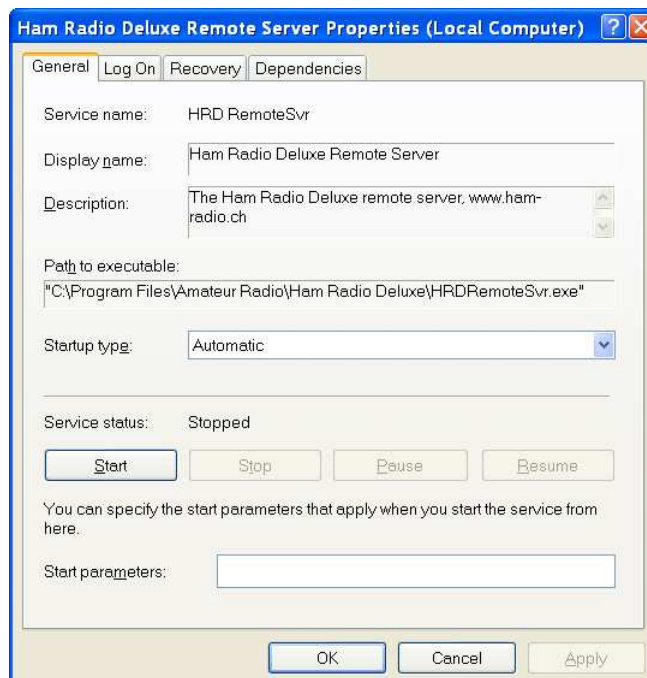 Ham Radio Deluxe Remote Server Properties (Local Computer)
General Log On Recovery Dependencies
Service name: HRD RemoteSvr
Display name: Ham Radio Deluxe Remote Server
Description: The Ham Radio Deluxe remote server, www.ham-
radio.ch
Path to executable:
"C:\Program Files\Amateur Radio\Ham Radio Deluxe\HRDRemoteSvr.exe"
Startup type: Automatic
Service status: Stopped
Start Stop Pause Resume
You can specify the start parameters that apply when you start the service from
here.
Start parameters:
OK Cancel Apply